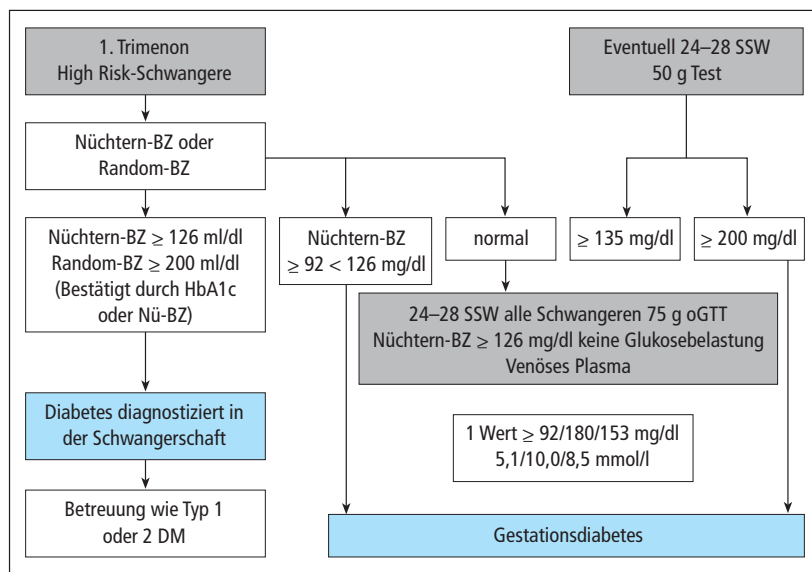 1. Trimenon
High Risk-Schwangere
Eventuell 24–28 SSW
50 g Test
Nüchtern-BZ oder
Random-BZ
Nüchtern-BZ ≥ 126 ml/dl
Random-BZ ≥ 200 ml/dl
(Bestätigt durch HbA1c
oder Nü-BZ)
Nüchtern-BZ
≥ 92 < 126 mg/dl
normal
≥ 135 mg/dl
≥ 200 mg/dl
24–28 SSW alle Schwangeren 75 g oGTT
Nüchtern-BZ ≥ 126 mg/dl keine Glukosebelastung
Venöses Plasma
Diabetes diagnostiziert in
der Schwangerschaft
1 Wert ≥ 92/180/153 mg/dl
5,1/10,0/8,5 mmol/l
Betreuung wie Typ 1
oder 2 DM
Gestationsdiabetes